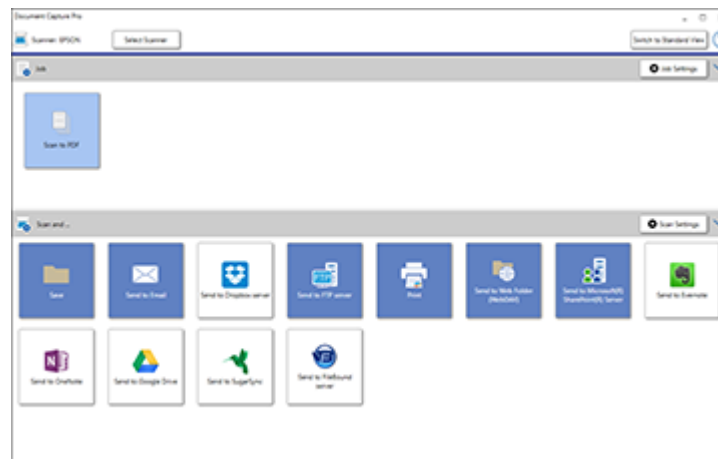 Document Capture Pro
Scanner: EPSON
Select Scanner
Switch to Standard View
Job
Job Settings
Scan to PDF
Scan and...
Scan Settings
Save
Send to Email
Send to Dropbox server
Send to FTP server
Print
Send to Web Folder
(WebDAV)
Send to Microsoft(R)
SharePoint(R) Server
Send to Evernote
Send to OneNote
Send to Google Drive
Send to SugarSync
Send to FileBound
server